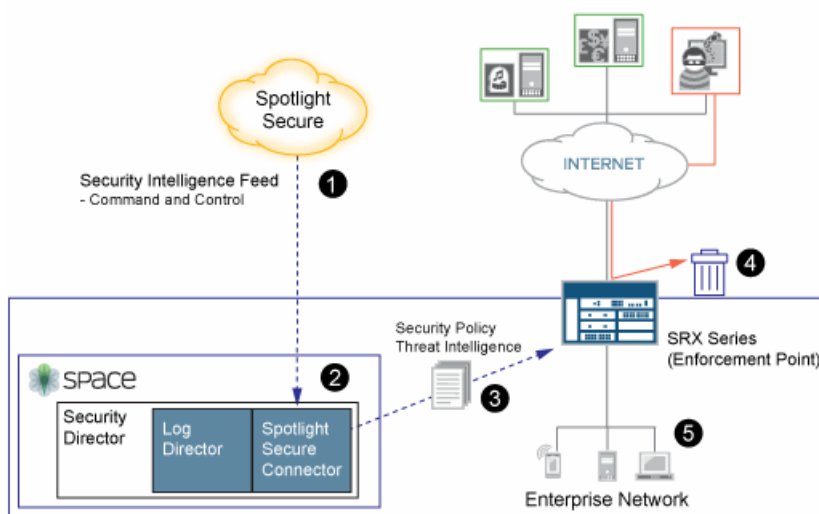 Spotlight
Secure
Security Intelligence Feed
- Command and Control
1
INTERNET
4
Security Policy
Threat Intelligence
SRX Series
(Enforcement Point)
space
2
3
Security
Director
Log
Director
Spotlight
Secure
Connector
5
Enterprise Network